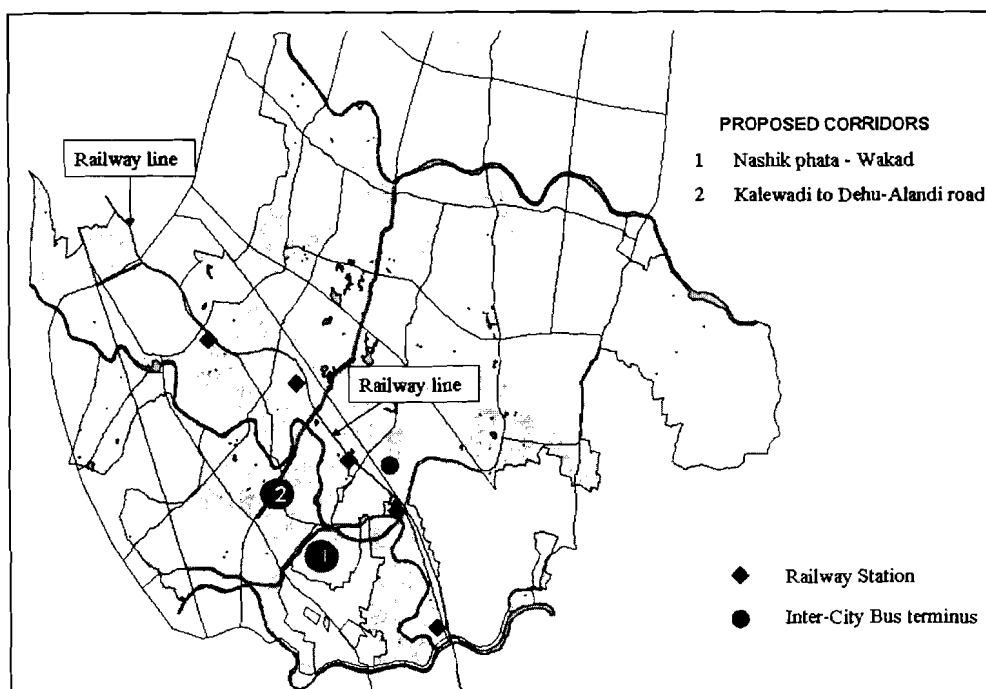 PROPOSED CORRIDORS
1 Nashik phata - Wakad
2 Kalewadi to Dehu-Alandi road
Railway line
Railway line
2
1
Railway Station
Inter-City Bus terminus